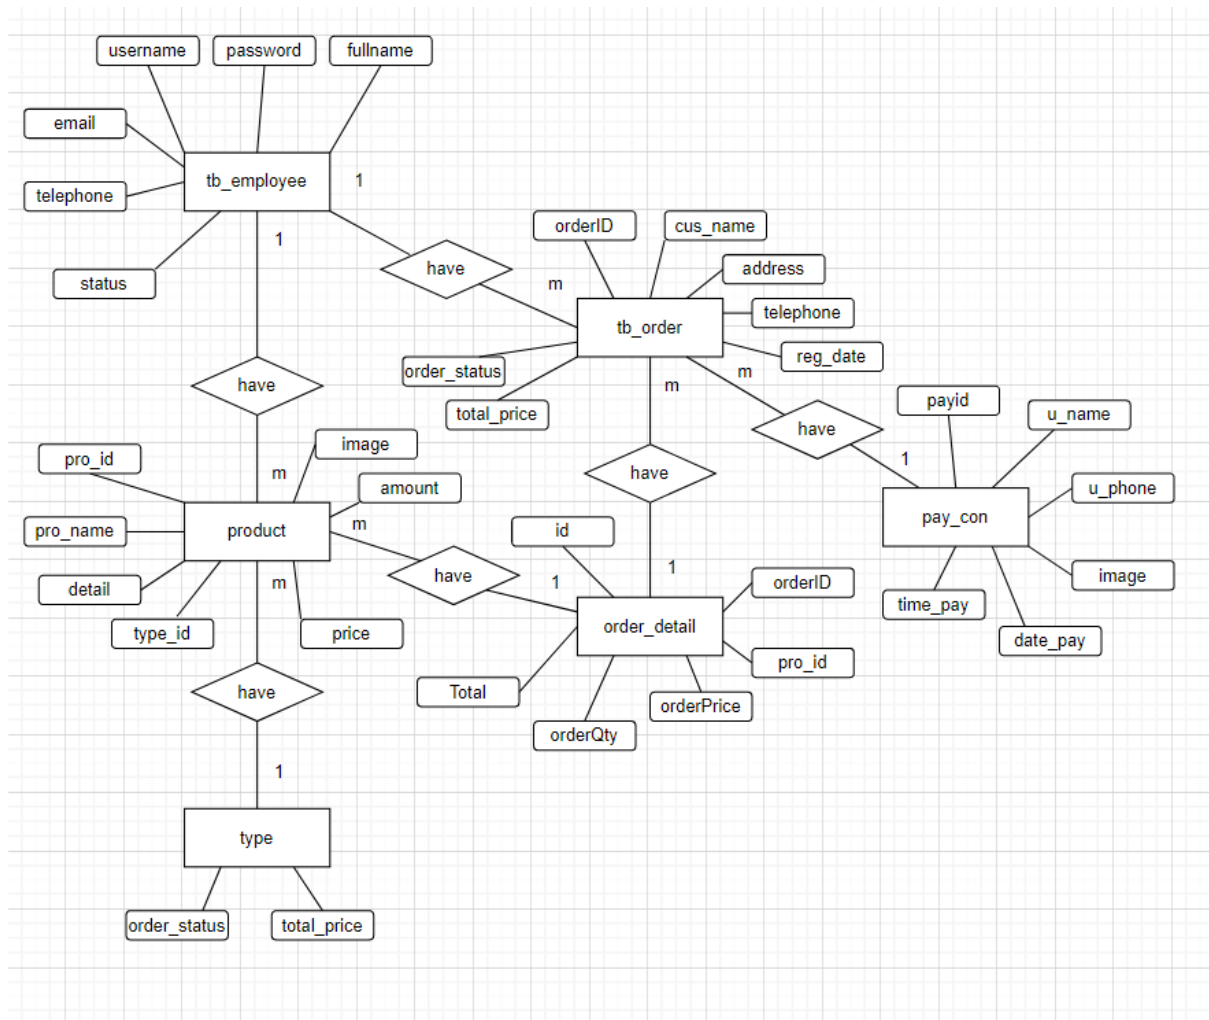 username
password
fullname
email
tb_employee
1
telephone
1
status
have
orderID
cus_name
address
m
telephone
tb_order
reg_date
order_status
m
m
total_price
have
have
payid
u_name
1
image
pro_id
m
have
amount
u_phone
pay_con
m
pro_name
product
id
have
1
1
orderID
image
detail
m
time_pay
type_id
price
order_detail
date_pay
pro_id
have
Total
orderPrice
orderQty
1
type
order_status
total_price